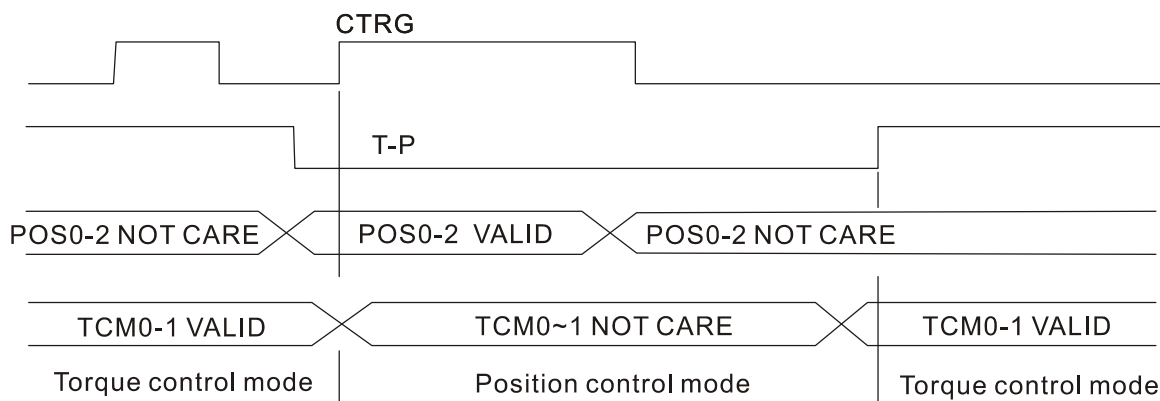 CTRG
T-P
POS0-2 NOT CARE
POS0-2 VALID
POS0-2 NOT CARE
TCM0-1 VALID
TCM0~1 NOT CARE
TCM0-1 VALID
Torque control mode
Position control mode
Torque control mode